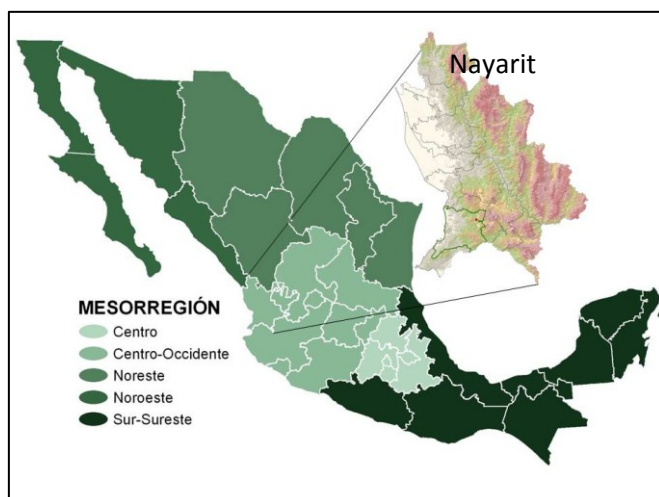 Nayarit
MESORREGIÓN
Centro
Centro-Occidente
Noreste
Noroeste
Sur-Sureste